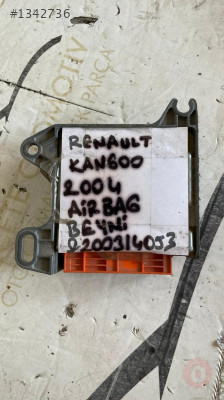 #1342736
RENAULT
KANGOO
2004
AiRBAG
BEYNi
8200314053